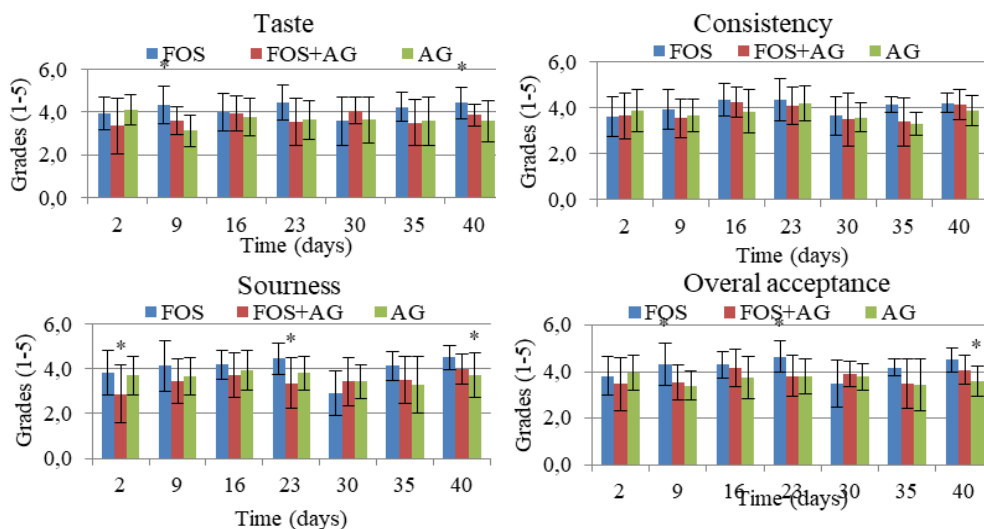 Taste
FOS FOS+AG AG
* *
6,0
4,0
2,0
0,0
Grades (1-5)
2 9 16 23 30 35 40
Time (days)
Consistency
FOS FOS+AG AG
6,0
4,0
2,0
0,0
Grades (1-5)
2 9 16 23 30 35 40
Time (days)
Sourness
FOS FOS+AG AG
* * *
6,0
4,0
2,0
0,0
Grades (1-5)
2 9 16 23 30 35 40
Time (days)
Overal acceptance
FOS FOS+AG AG
* * *
6,0
4,0
2,0
0,0
Grades (1-5)
2 9 16 23 30 35 40
Time (days)